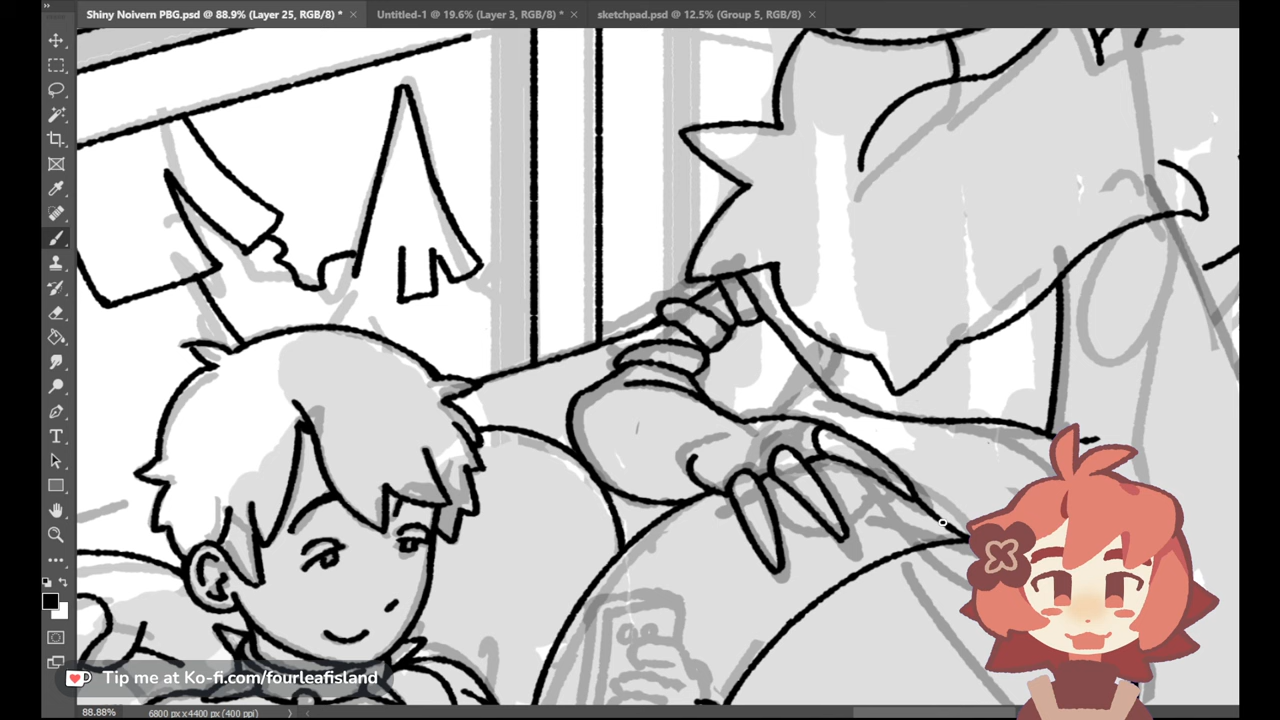 Shiny Noivern PBG.psd @ 88.9% (Layer 25, RGB/8) *
Untitled-1 @ 19.6% (Layer 3, RGB/8) *
sketchpad.psd @ 12.5% (Group 5, RGB/8)
Tip me at Ko-fi.com/fourleafisland
88.88%
6800 px x4400 px (400 ppi)